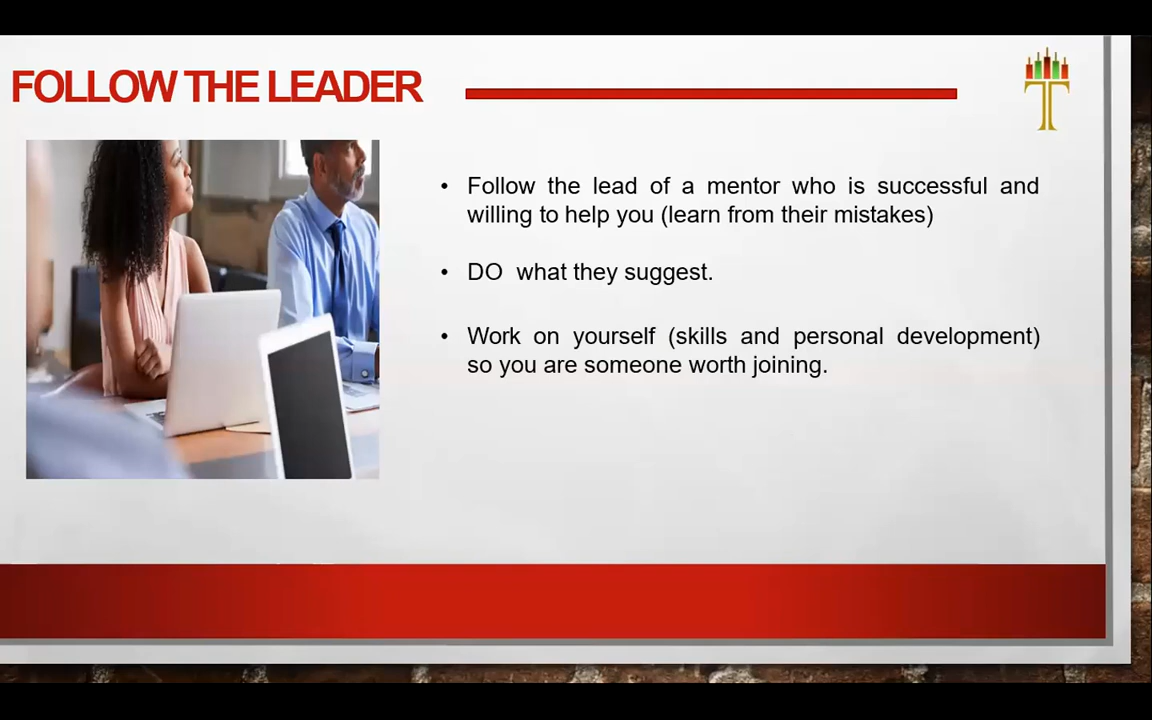 FOLLOW THE LEADER
• Follow the lead of a mentor who is successful and
willing to help you (learn from their mistakes)
• DO what they suggest.
• Work on yourself (skills and personal development)
so you are someone worth joining.